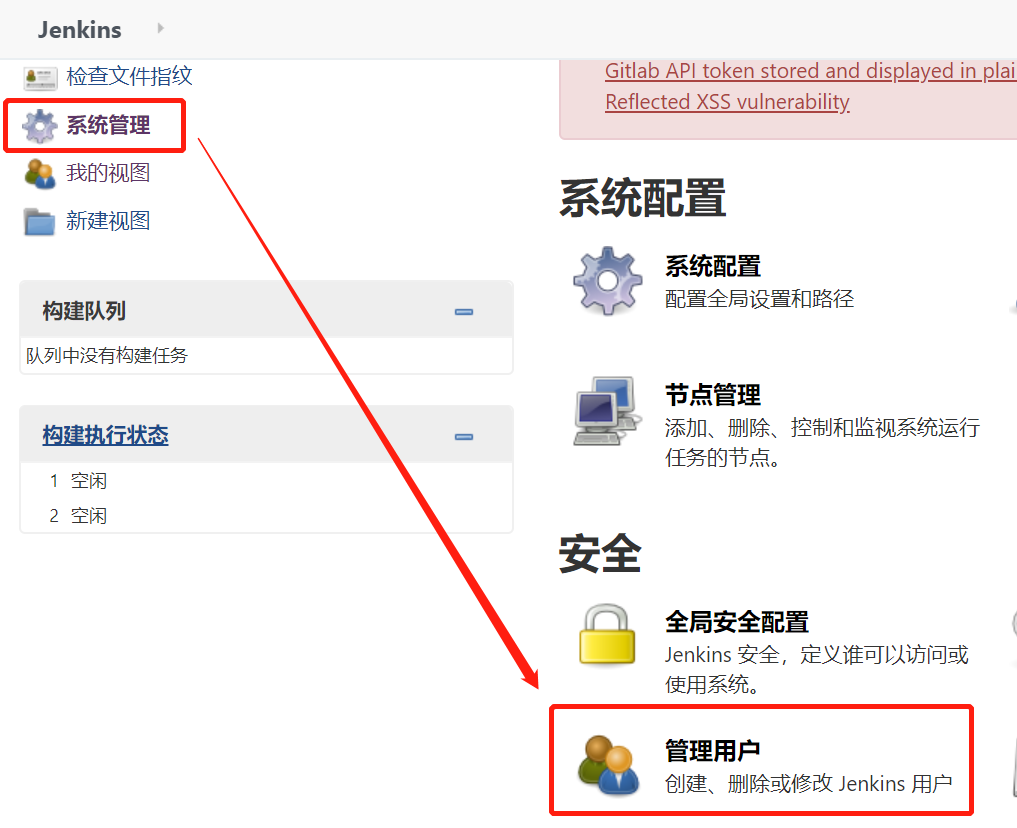 Jenkins
检查文件指纹
系统管理
我的视图
新建视图
构建队列
队列中没有构建任务
构建执行状态
1 空闲
2 空闲
Gitlab API token stored and displayed in plai
Reflected XSS vulnerability
系统配置
系统配置
配置全局设置和路径
节点管理
添加、删除、控制和监视系统运行
任务的节点。
安全
全局安全配置
Jenkins 安全，定义谁可以访问或
使用系统。
管理用户
创建、删除或修改 Jenkins 用户